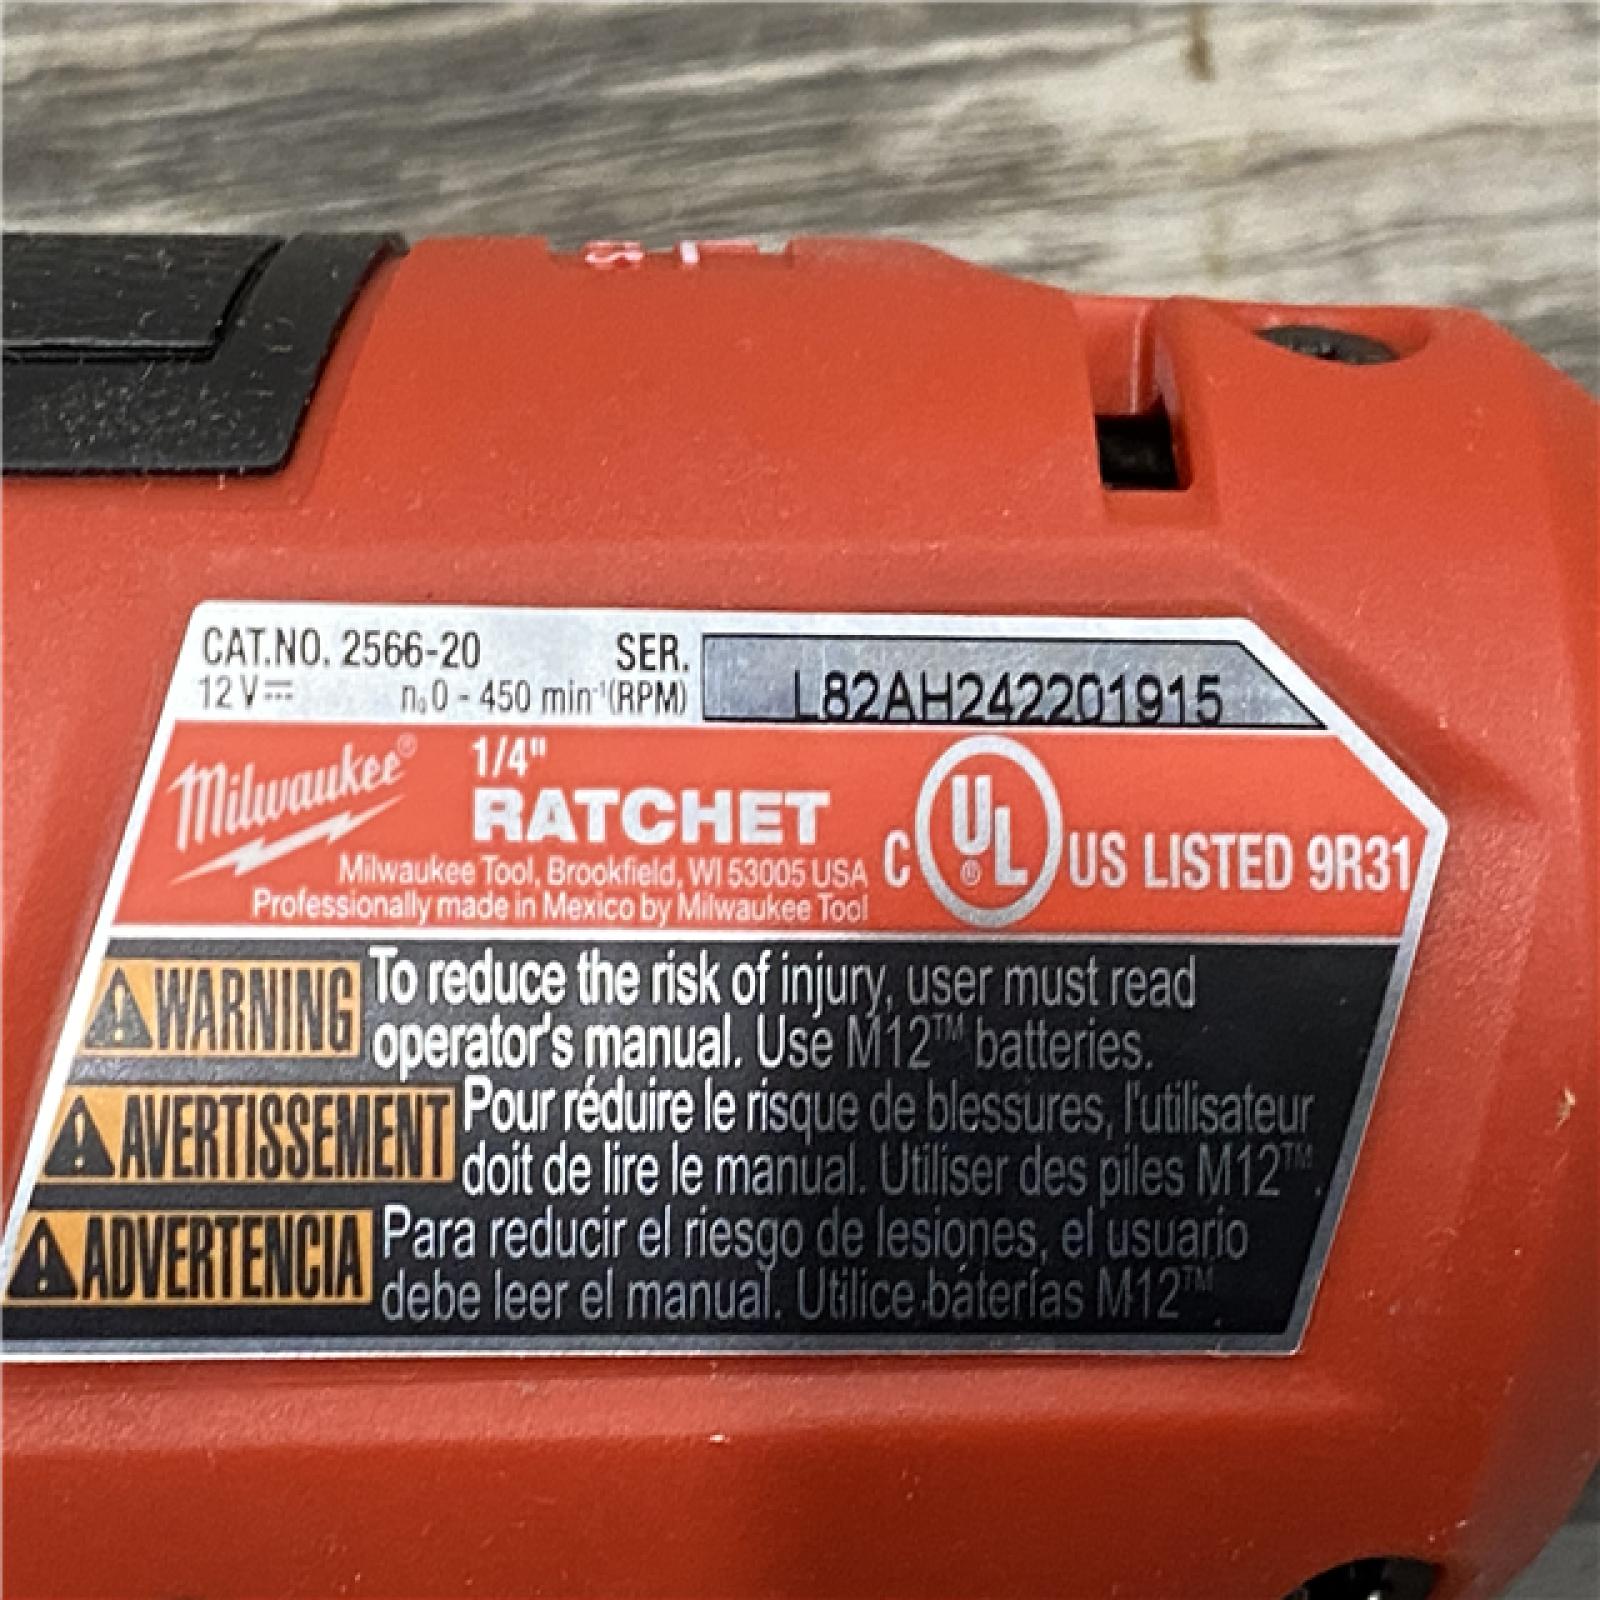 CAT.NO. 2566-20 SER. L82AH242201915
12 V⎓ n₀ 0 - 450 min⁻¹(RPM)
Milwaukee®
1/4"
RATCHET
Milwaukee Tool, Brookfield, WI 53005 USA
Professionally made in Mexico by Milwaukee Tool
C UL® US LISTED 9R31
WARNING To reduce the risk of injury, user must read
operator's manual. Use M12™ batteries.
AVERTISSEMENT Pour réduire le risque de blessures, l'utilisateur
doit de lire le manual. Utiliser des piles M12™.
ADVERTENCIA Para reducir el riesgo de lesiones, el usuario
debe leer el manual. Utilice baterías M12™.